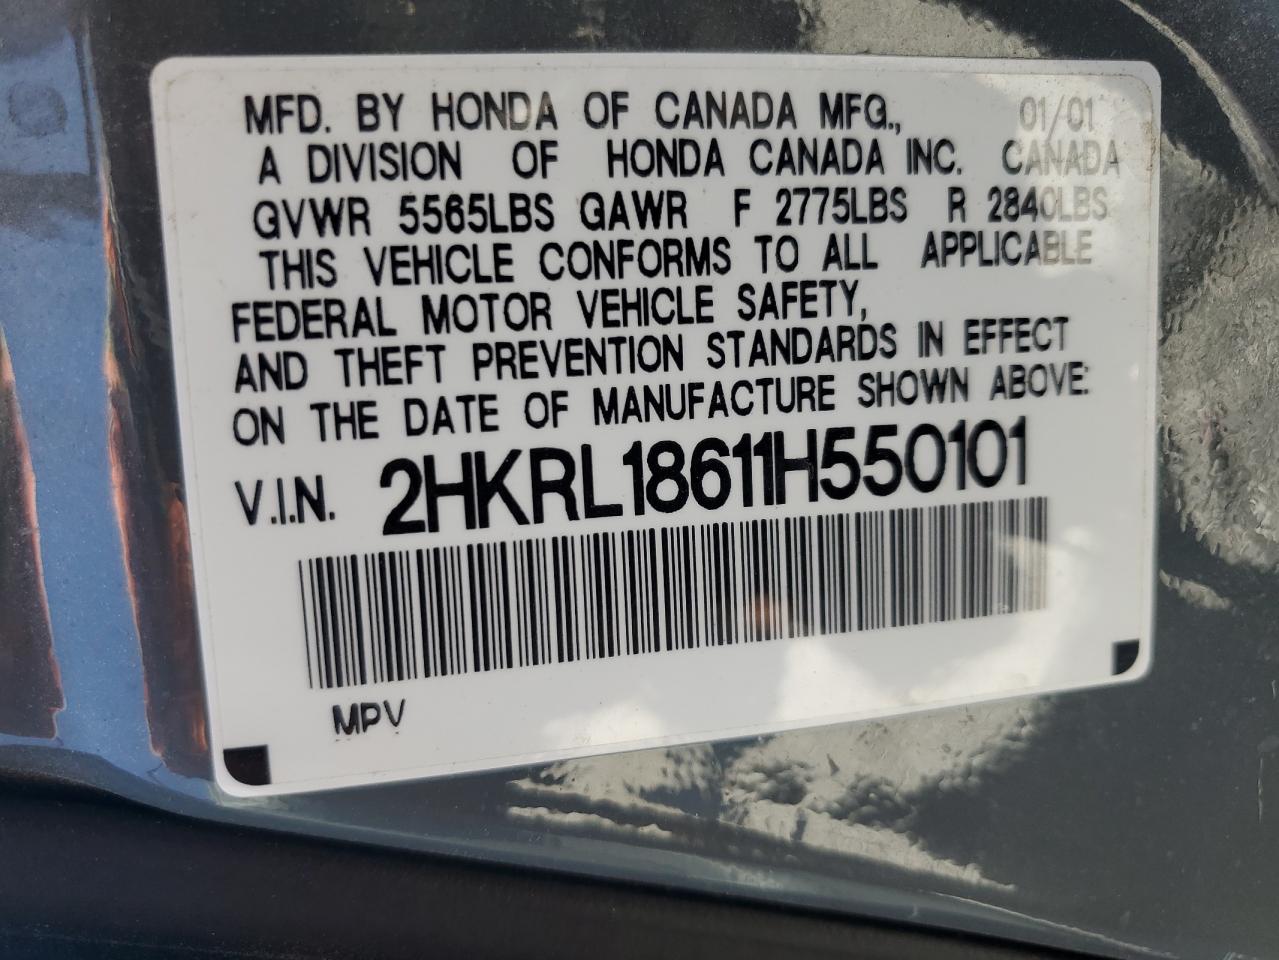 MFD. BY HONDA OF CANADA MFG., 01/01
A DIVISION OF HONDA CANADA INC. CANADA
GVWR 5565LBS GAWR F 2775LBS R 2840LBS
THIS VEHICLE CONFORMS TO ALL APPLICABLE
FEDERAL MOTOR VEHICLE SAFETY,
AND THEFT PREVENTION STANDARDS IN EFFECT
ON THE DATE OF MANUFACTURE SHOWN ABOVE:
V.I.N. 2HKRL18611H550101
MPV